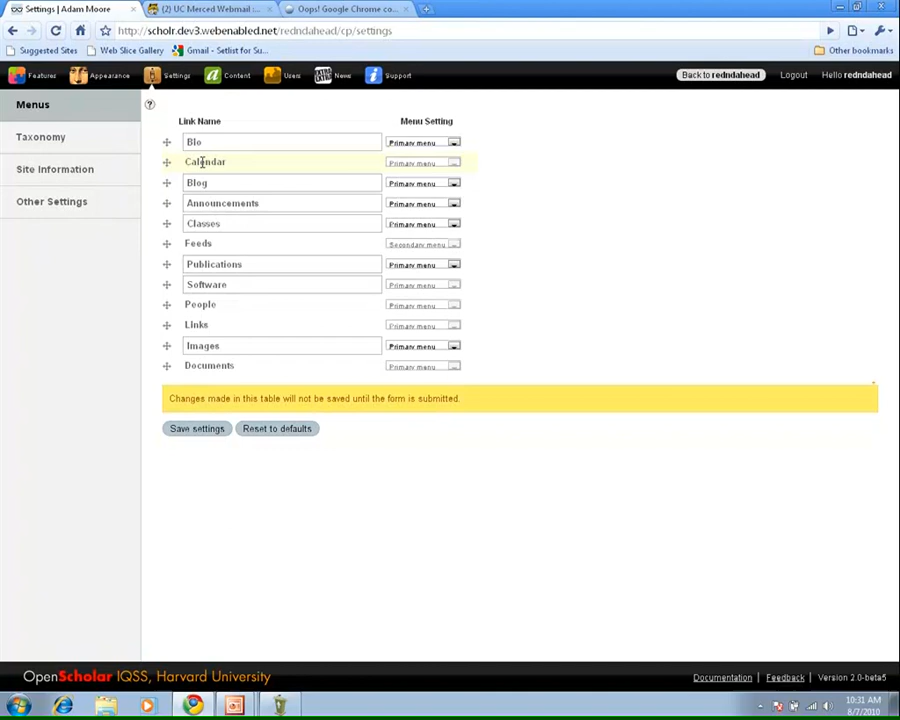 Settings | Adam Moore
(2) UC Merced Webmail :...
Oops! Google Chrome co...
http://scholr.dev3.webenabled.net/redndahead/cp/settings
Suggested Sites
Web Slice Gallery
Gmail - Setlist for Su...
Other bookmarks
Features
Appearance
Settings
Content
Users
EXTRA
News
Support
Back to redndahead
Logout
Hello redndahead
Menus
Taxonomy
Site Information
Other Settings
?
Link Name
Menu Setting
Blo
Primary menu
Calendar
Primary menu
Blog
Primary menu
Announcements
Primary menu
Classes
Primary menu
Feeds
Secondary menu
Publications
Primary menu
Software
Primary menu
People
Primary menu
Links
Primary menu
Images
Primary menu
Documents
Primary menu
Changes made in this table will not be saved until the form is submitted.
Save settings
Reset to defaults
OpenScholar IQSS, Harvard University
Documentation
Feedback
Version 2.0-beta5
10:31 AM
8/7/2010